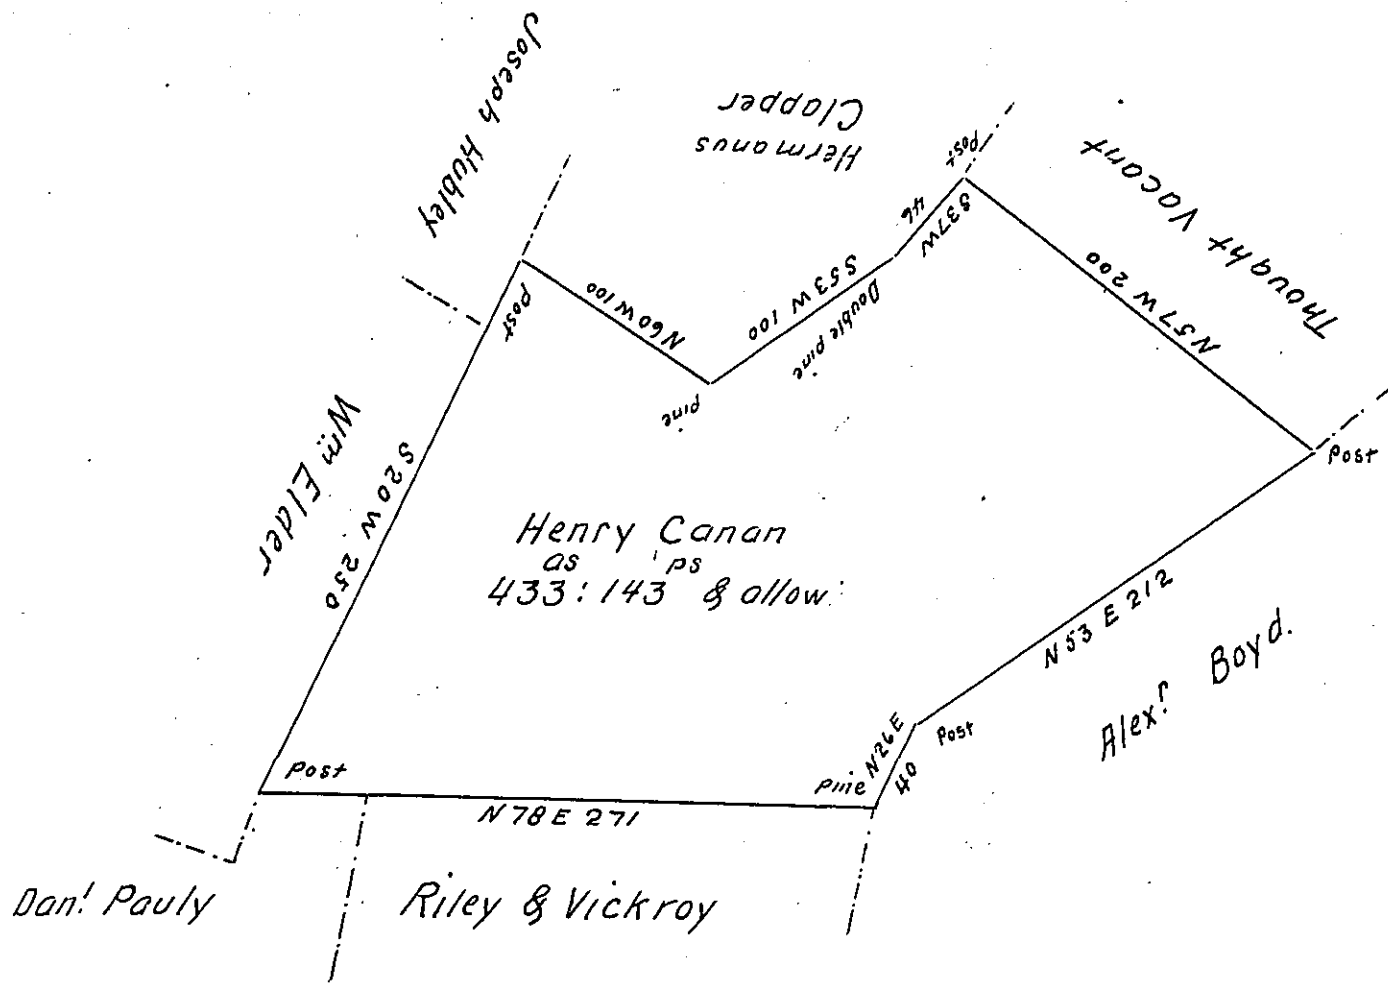 Joseph Hubley
Hermanus
Clapper
Thought Vacant
Post
46
S37W
S53W 100
Double pine
N57W 200
Post
N60W 100
pine
Post
Wm Elder
S20W 250
Henry Canan
as ps
433:143 & allow:
N53E 212
Alexr Boyd.
Post
N26E
40
Post
Pine
N78E 271
Danl Pauly
Riley & Vickroy